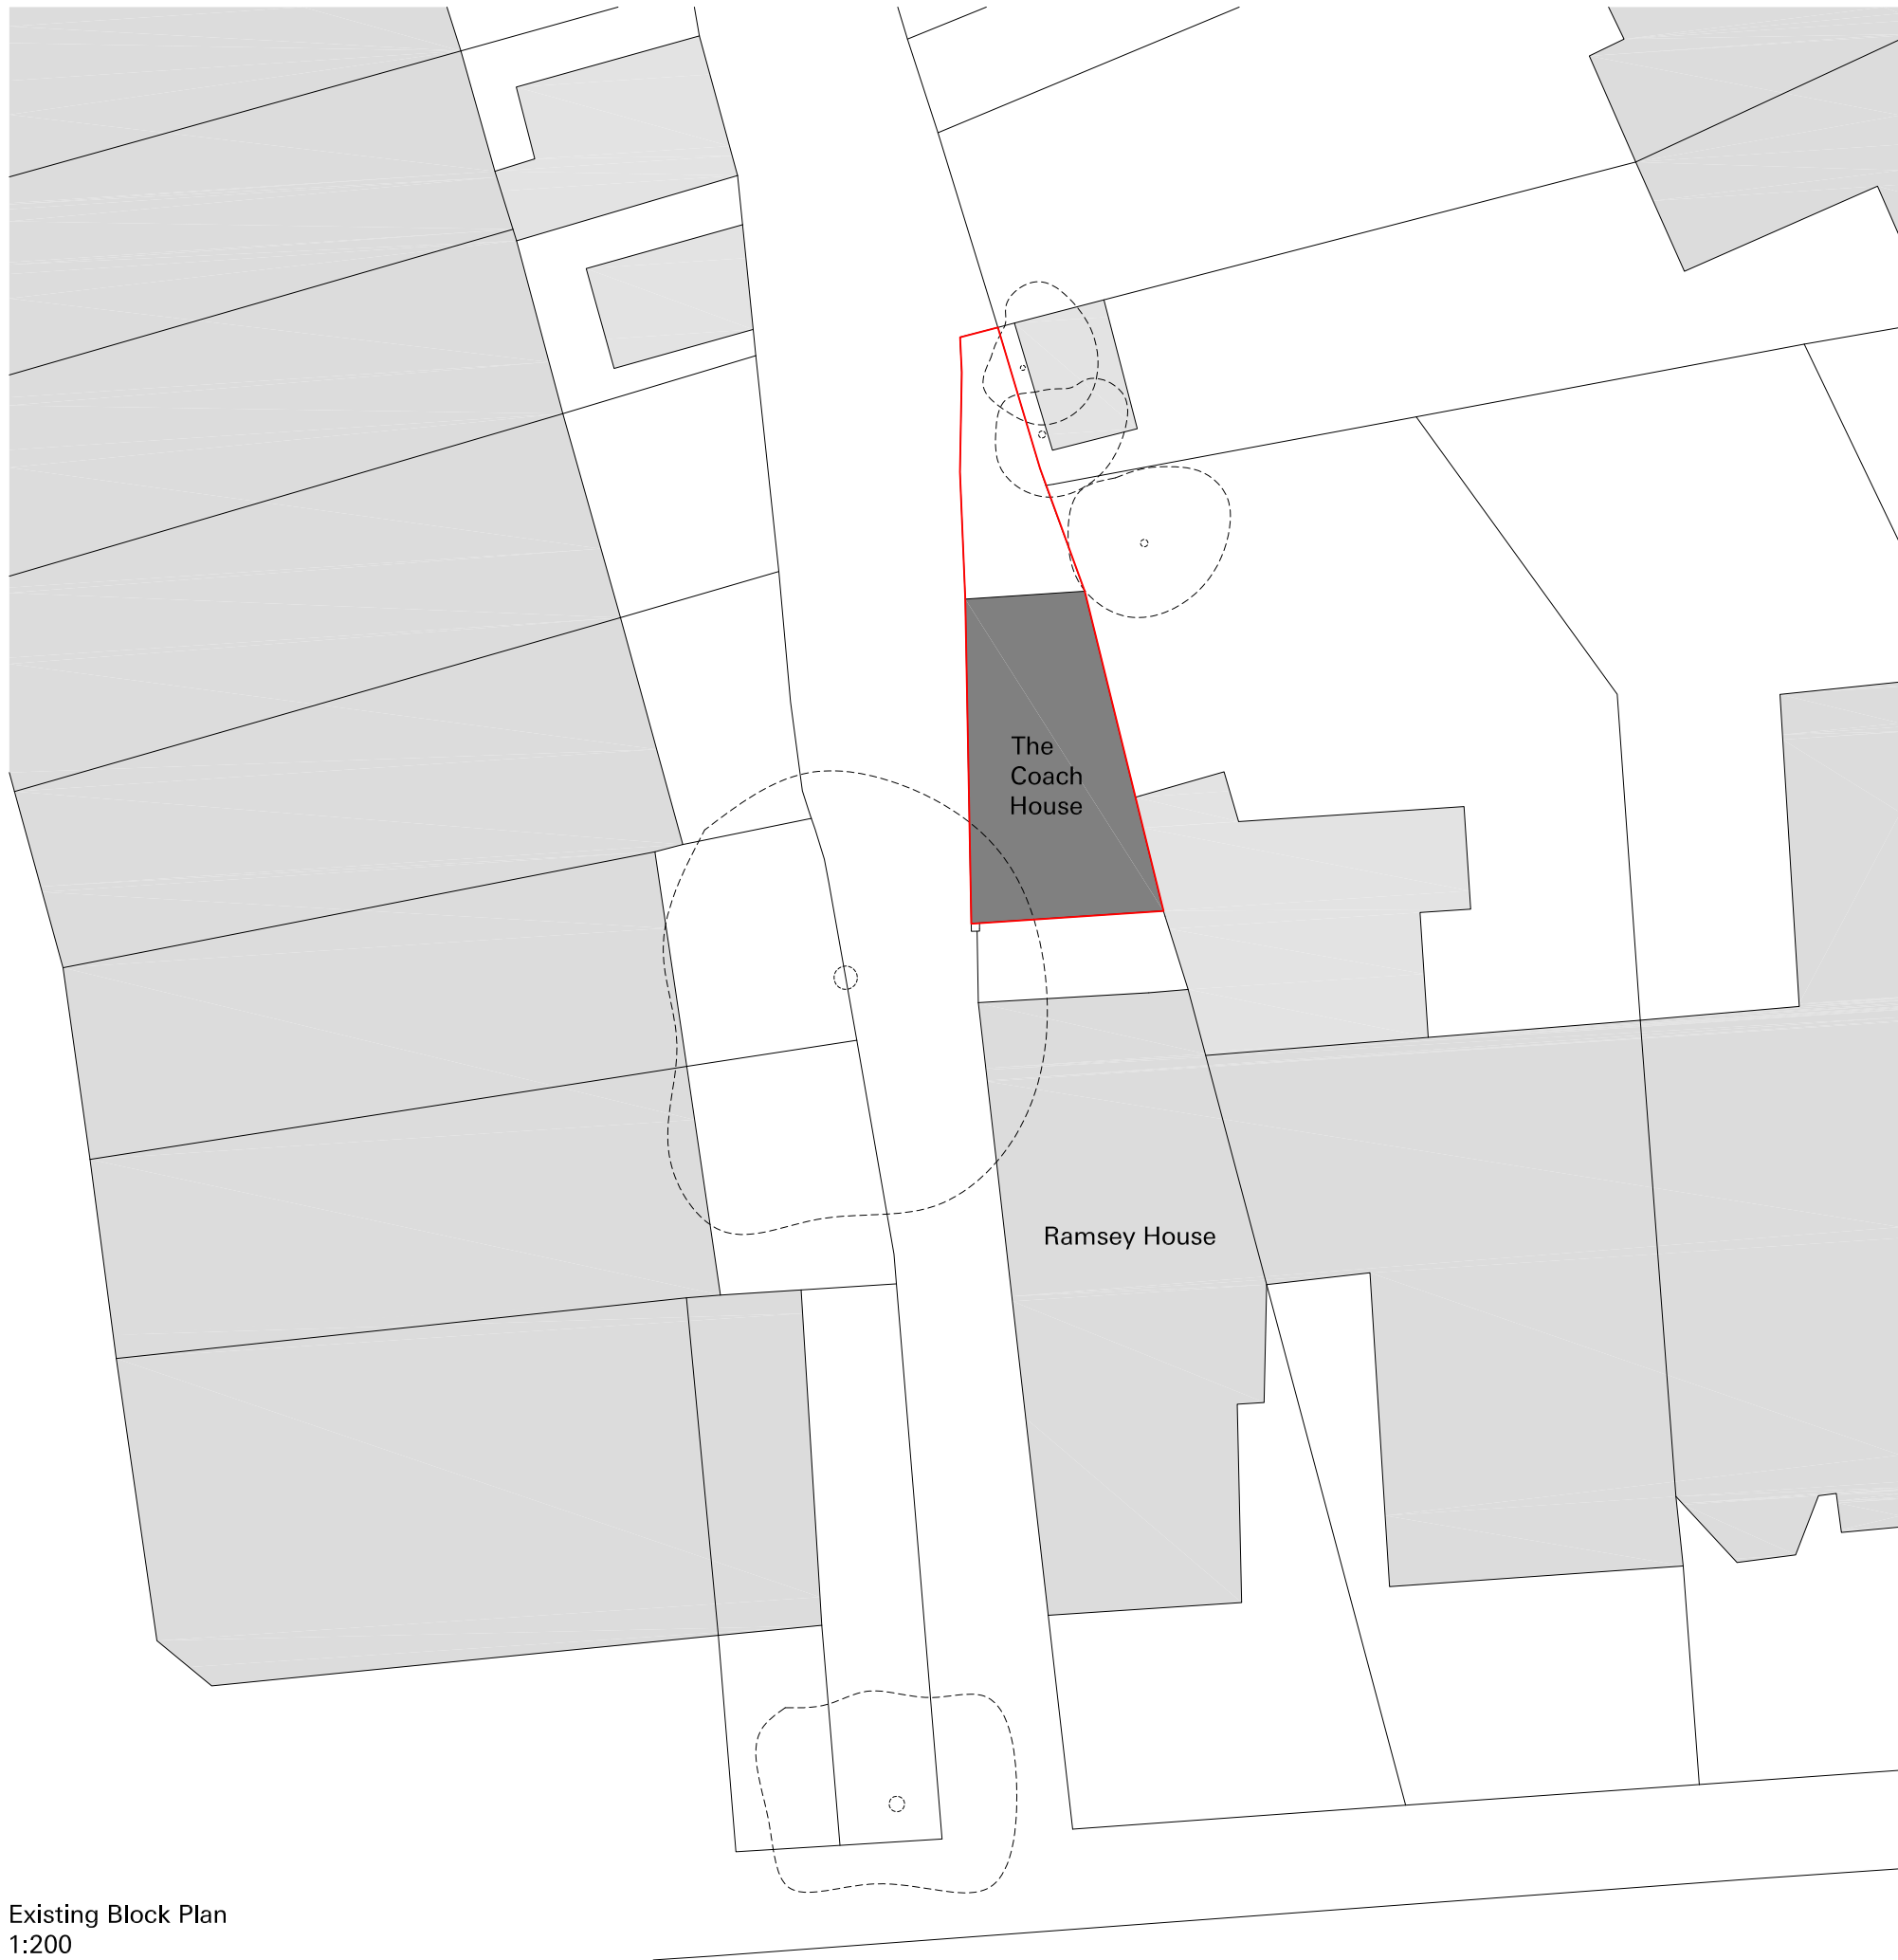 The
Coach
House
Ramsey House
Existing Block Plan
1:200